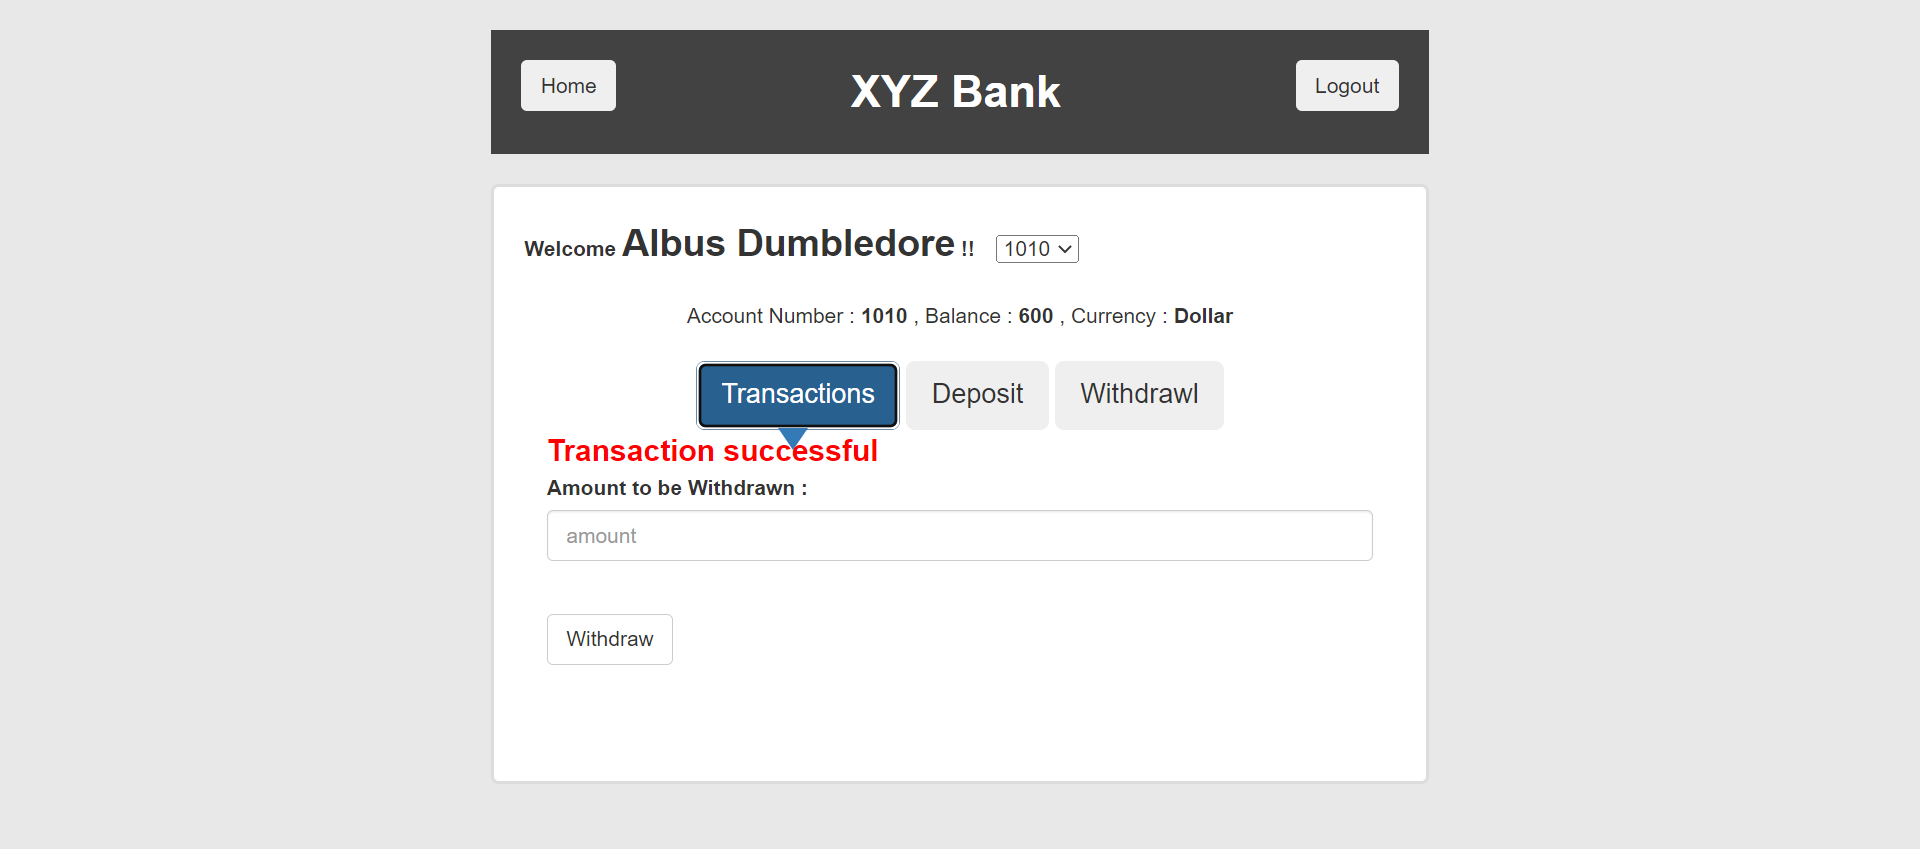 Home XYZ Bank Logout
Welcome Albus Dumbledore !! 1010
Account Number : 1010 , Balance : 600 , Currency : Dollar
Transactions Deposit Withdrawl
Transaction successful
Amount to be Withdrawn :
amount
Withdraw